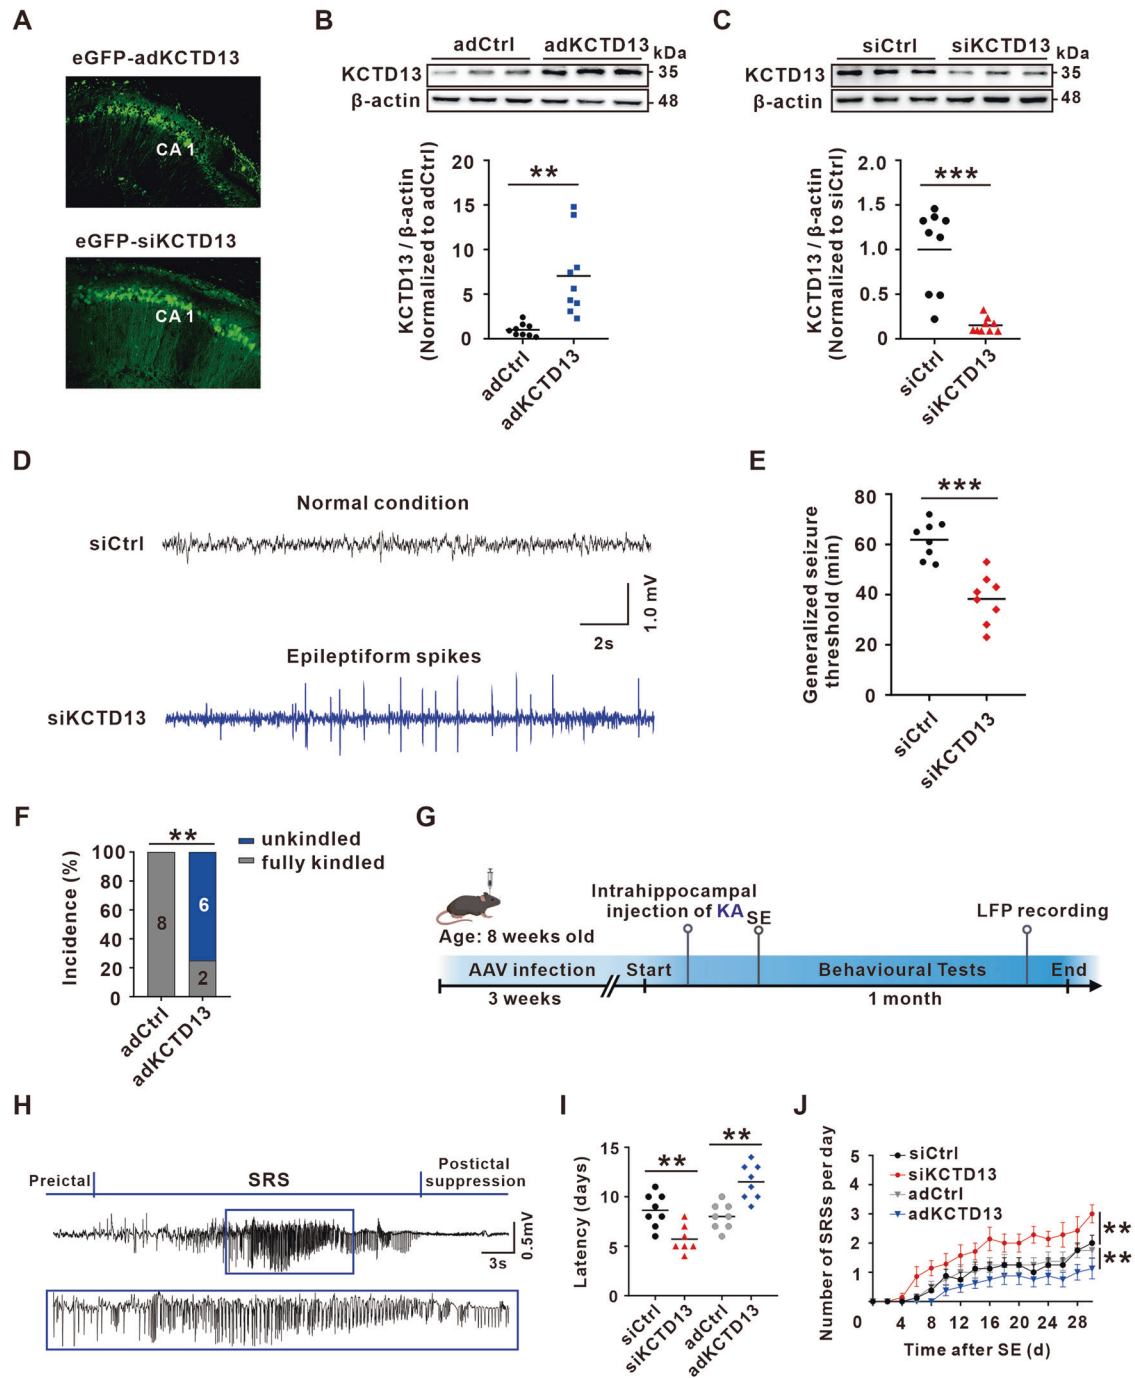 A
eGFP-adKCTD13
CA 1
eGFP-siKCTD13
CA 1
B
adCtrl adKCTD13 kDa
KCTD13 35
β-actin 48
KCTD13 / β-actin
(Normalized to adCtrl)
20
15
10
5
0
**
adCtrl
adKCTD13
C
siCtrl siKCTD13 kDa
KCTD13 35
β-actin 48
KCTD13 / β-actin
(Normalized to siCtrl)
2.0
1.5
1.0
0.5
0
***
siCtrl
siKCTD13
D
Normal condition
siCtrl
1.0 mV
2s
Epileptiform spikes
siKCTD13
E
Generalized seizure
threshold (min)
80
60
40
20
0
***
siCtrl
siKCTD13
F
**
unkindled
fully kindled
Incidence (%)
100
80
60
40
20
0
8
6
2
adCtrl
adKCTD13
G
Intrahippocampal
injection of KA
SE
LFP recording
Age: 8 weeks old
AAV infection Start Behavioural Tests End
3 weeks 1 month
H
Preictal SRS Postictal
suppression
0.5mV
3s
I
Latency (days)
15
10
5
0
**
**
siCtrl
siKCTD13
adCtrl
adKCTD13
J
Number of SRSs per day
5
4
3
2
1
siCtrl
siKCTD13
adCtrl
adKCTD13
**
**
0 4 8 12 16 20 24 28
Time after SE (d)